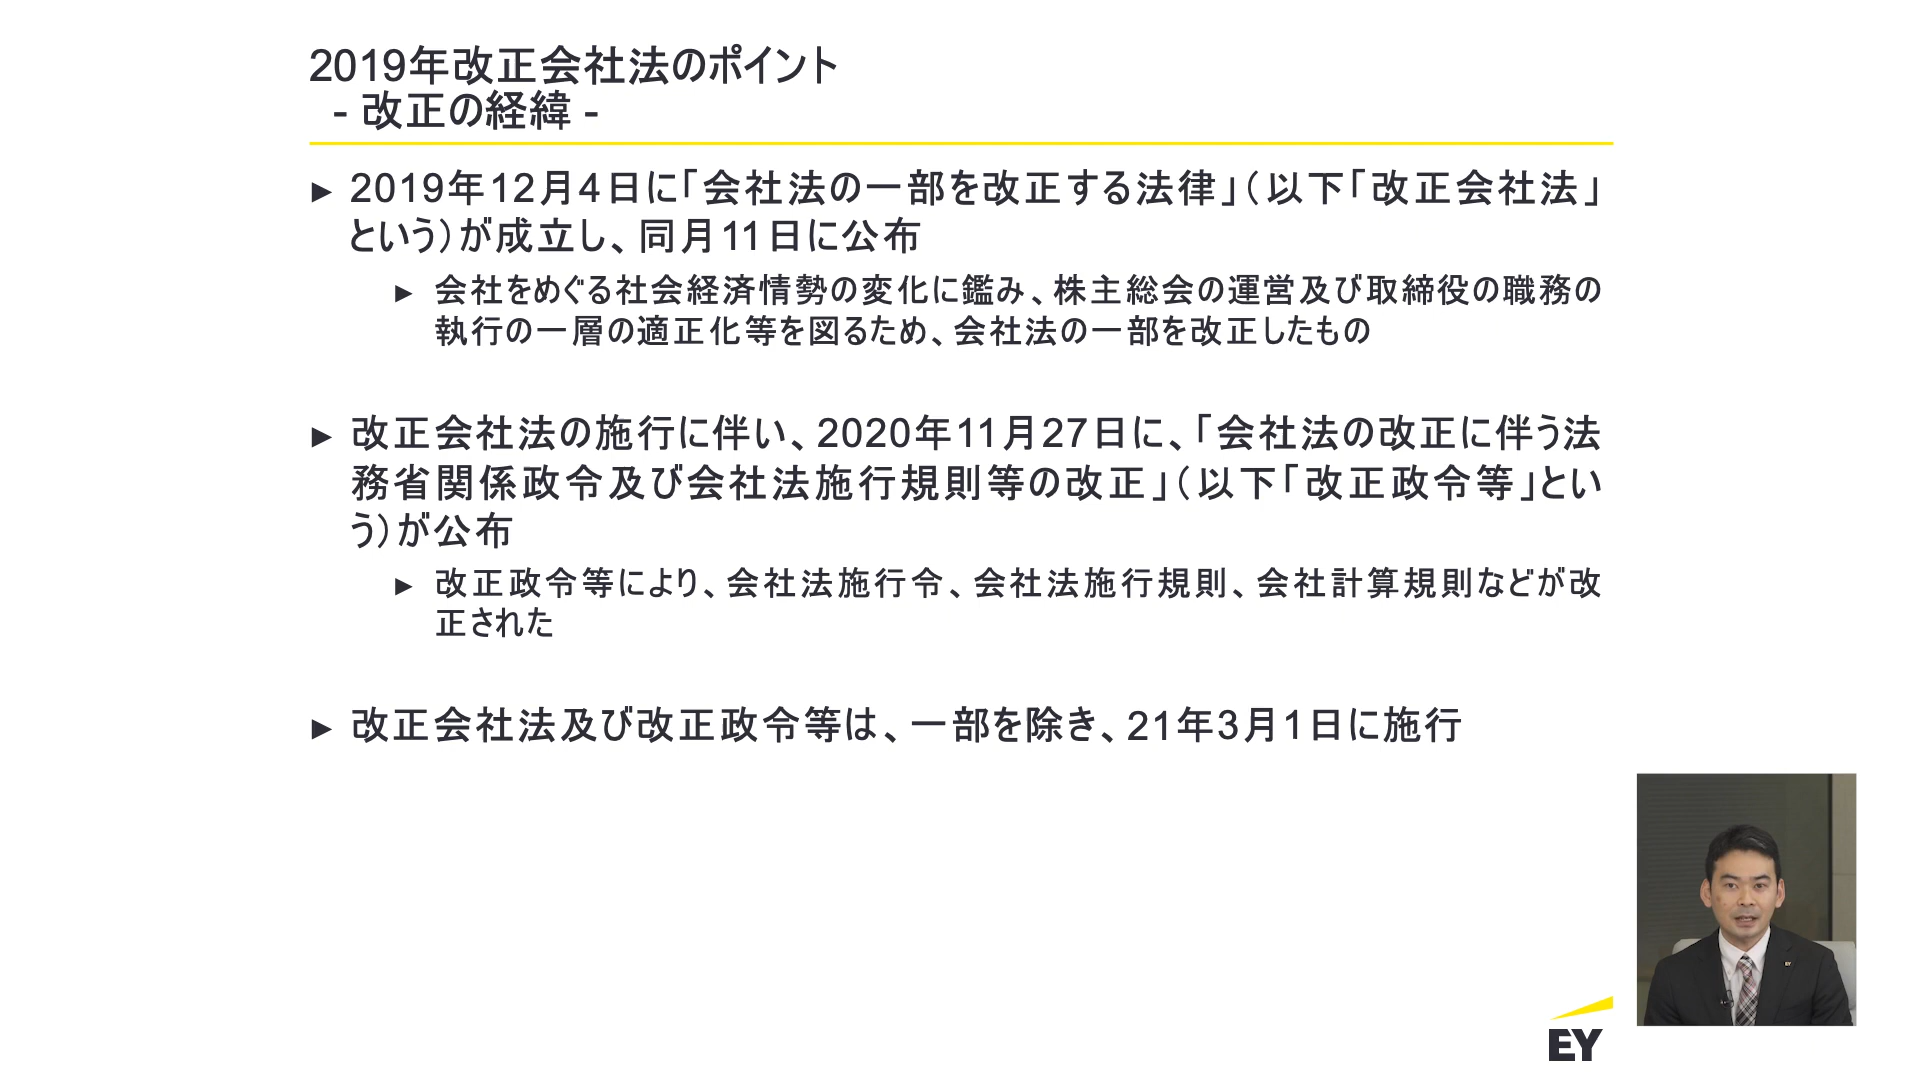 2019年改正会社法のポイント
- 改正の経緯 -
► 2019年12月4日に「会社法の一部を改正する法律」（以下「改正会社法」
という）が成立し、同月11日に公布
► 会社をめぐる社会経済情勢の変化に鑑み、株主総会の運営及び取締役の職務の
執行の一層の適正化等を図るため、会社法の一部を改正したもの
► 改正会社法の施行に伴い、2020年11月27日に、「会社法の改正に伴う法
務省関係政令及び会社法施行規則等の改正」（以下「改正政令等」とい
う）が公布
► 改正政令等により、会社法施行令、会社法施行規則、会社計算規則などが改
正された
► 改正会社法及び改正政令等は、一部を除き、21年3月1日に施行
EY
EY